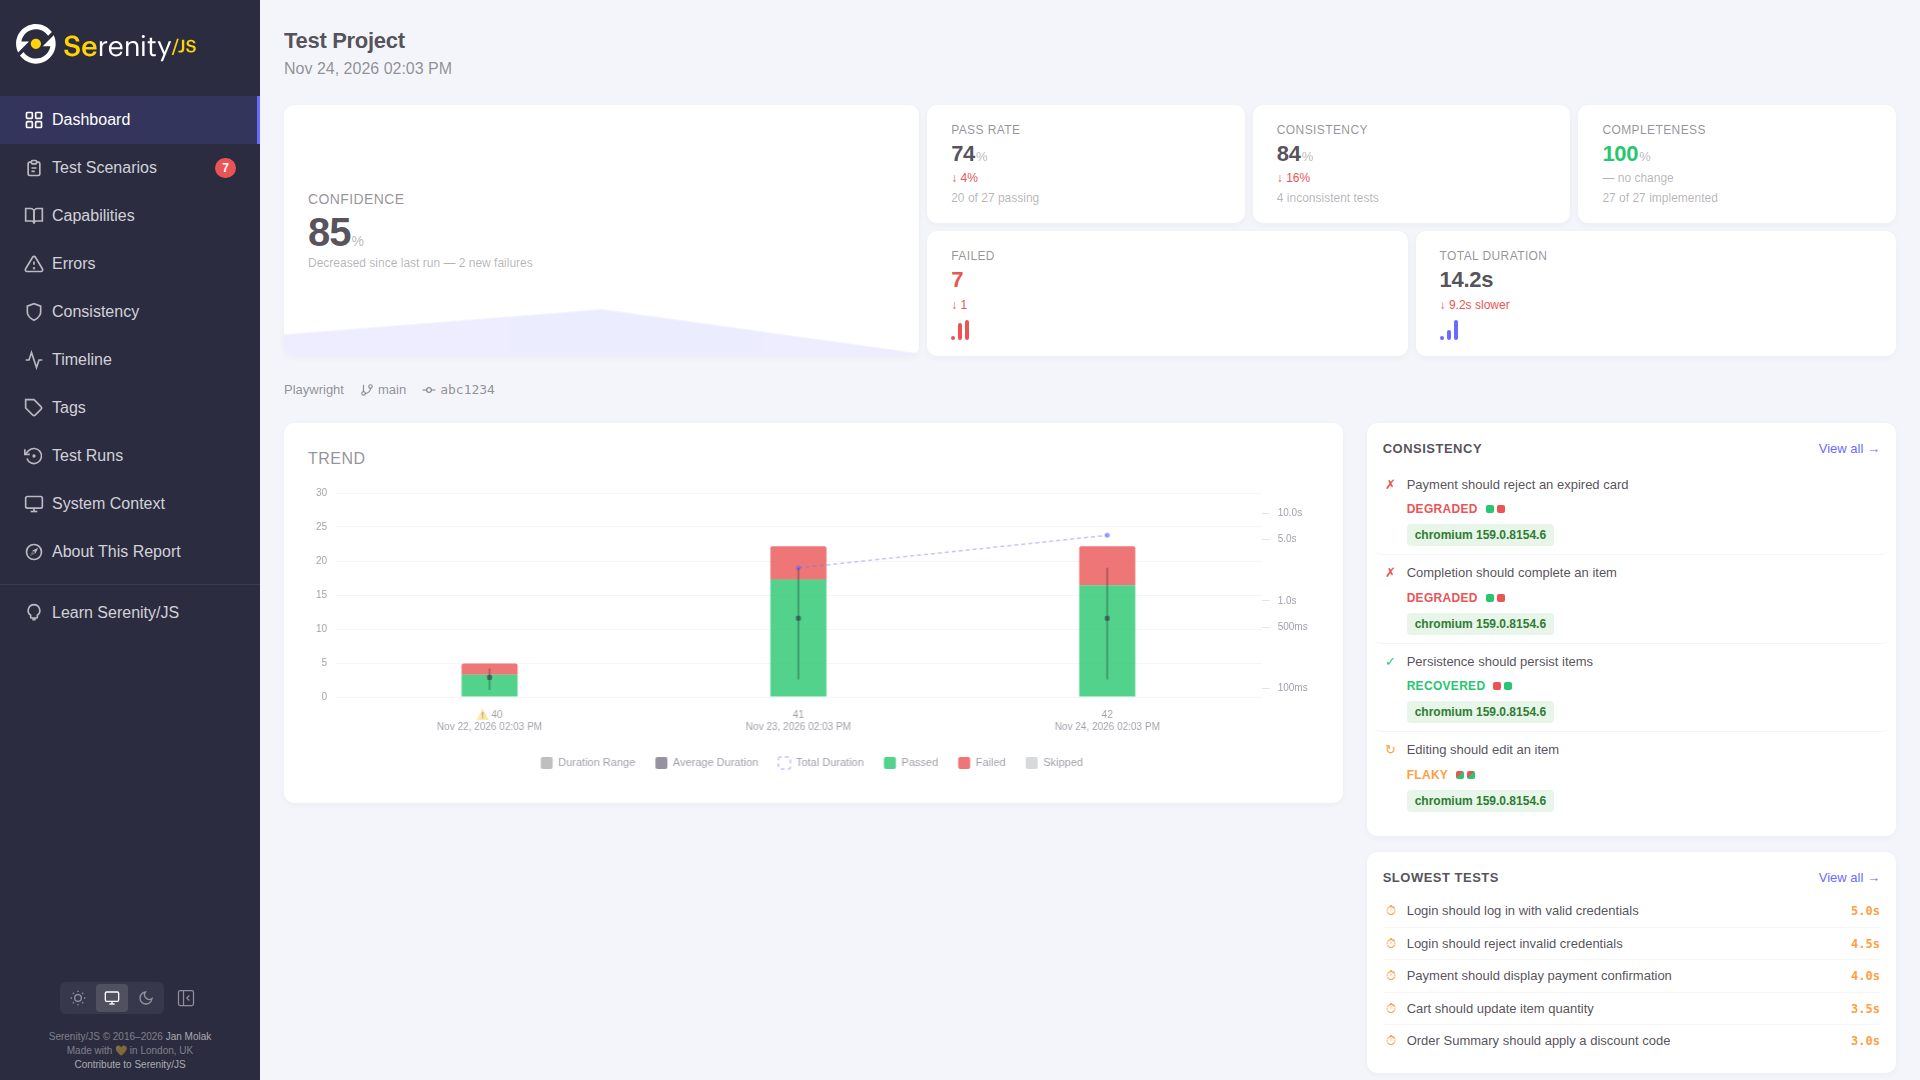 Serenity/JS
Dashboard
Test Scenarios 7
Capabilities
Errors
Consistency
Timeline
Tags
Test Runs
System Context
About This Report
Learn Serenity/JS
Serenity/JS © 2016–2026 Jan Molak
Made with 💛 in London, UK
Contribute to Serenity/JS
Test Project
Nov 24, 2026 02:03 PM
CONFIDENCE
85%
Decreased since last run — 2 new failures
PASS RATE
74%
↓ 4%
20 of 27 passing
CONSISTENCY
84%
↓ 16%
4 inconsistent tests
COMPLETENESS
100%
— no change
27 of 27 implemented
FAILED
7
↓ 1
TOTAL DURATION
14.2s
↓ 9.2s slower
Playwright main abc1234
TREND
30
25
20
15
10
5
0
10.0s
5.0s
1.0s
500ms
100ms
⚠️ 40
Nov 22, 2026 02:03 PM
41
Nov 23, 2026 02:03 PM
42
Nov 24, 2026 02:03 PM
Duration Range Average Duration Total Duration Passed Failed Skipped
CONSISTENCY View all →
✗ Payment should reject an expired card
DEGRADED
chromium 159.0.8154.6
✗ Completion should complete an item
DEGRADED
chromium 159.0.8154.6
✓ Persistence should persist items
RECOVERED
chromium 159.0.8154.6
↻ Editing should edit an item
FLAKY
chromium 159.0.8154.6
SLOWEST TESTS View all →
⏱ Login should log in with valid credentials 5.0s
⏱ Login should reject invalid credentials 4.5s
⏱ Payment should display payment confirmation 4.0s
⏱ Cart should update item quantity 3.5s
⏱ Order Summary should apply a discount code 3.0s